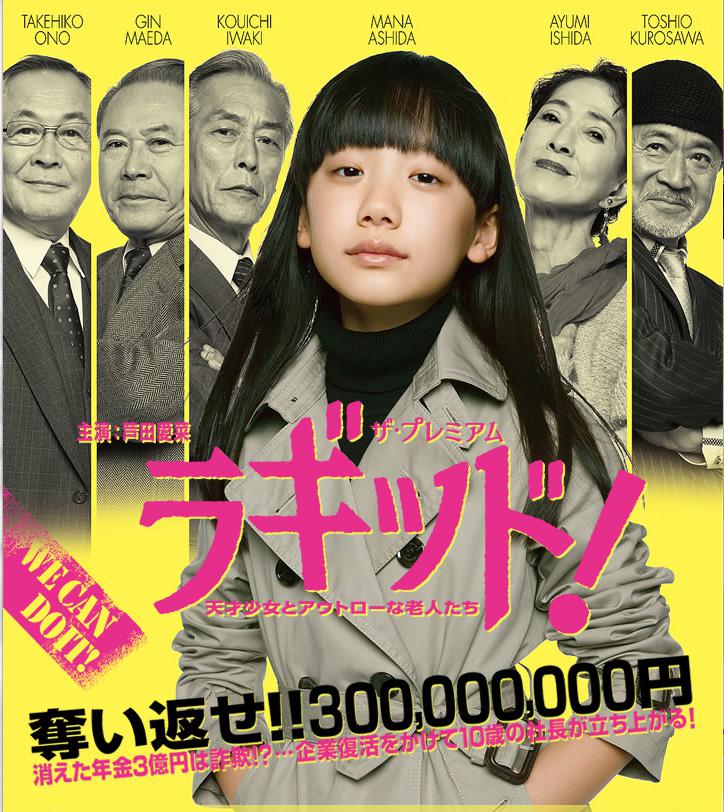 TAKEHIKO
ONO
GIN
MAEDA
KOUICHI
IWAKI
MANA
ASHIDA
AYUMI
ISHIDA
TOSHIO
KUROSAWA
主演:芦田愛菜
ザ・プレミアム
ラギッド!
天才少女とアウトローな老人たち
WE CAN
DO IT!
奪い返せ!!300,000,000円
消えた年金3億円は詐欺!?…企業復活をかけて10歳の社長が立ち上がる!